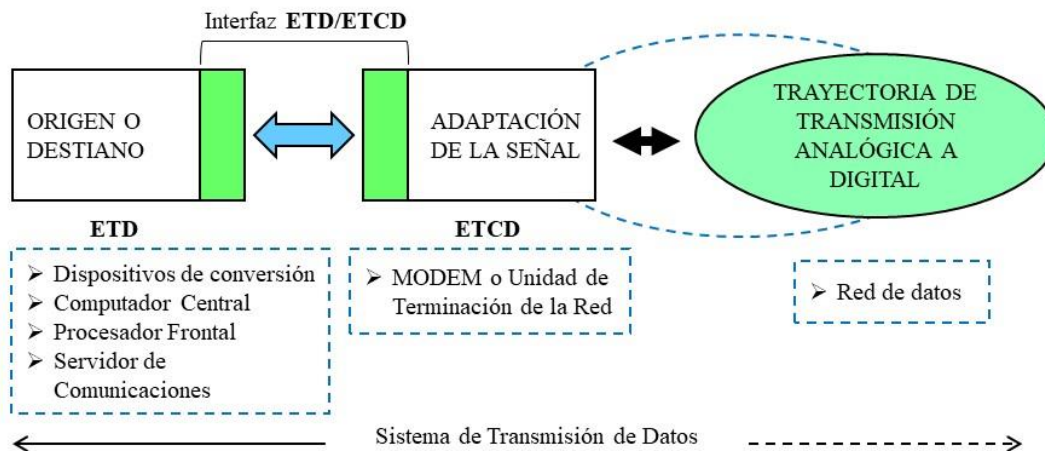 Interfaz ETD/ETCD
ORIGEN O
DESTIANO
ADAPTACIÓN
DE LA SEÑAL
TRAYECTORIA DE
TRANSMISIÓN
ANALÓGICA A
DIGITAL
ETD
ETCD
➢ Dispositivos de conversión
➢ Computador Central
➢ Procesador Frontal
➢ Servidor de
Comunicaciones
➢ MODEM o Unidad de
Terminación de la Red
➢ Red de datos
Sistema de Transmisión de Datos